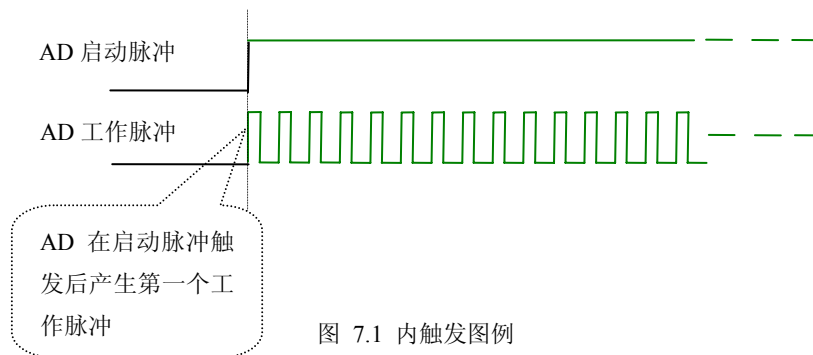 AD 启动脉冲
AD 工作脉冲
AD 在启动脉冲触
发后产生第一个工
作脉冲
图 7.1 内触发图例